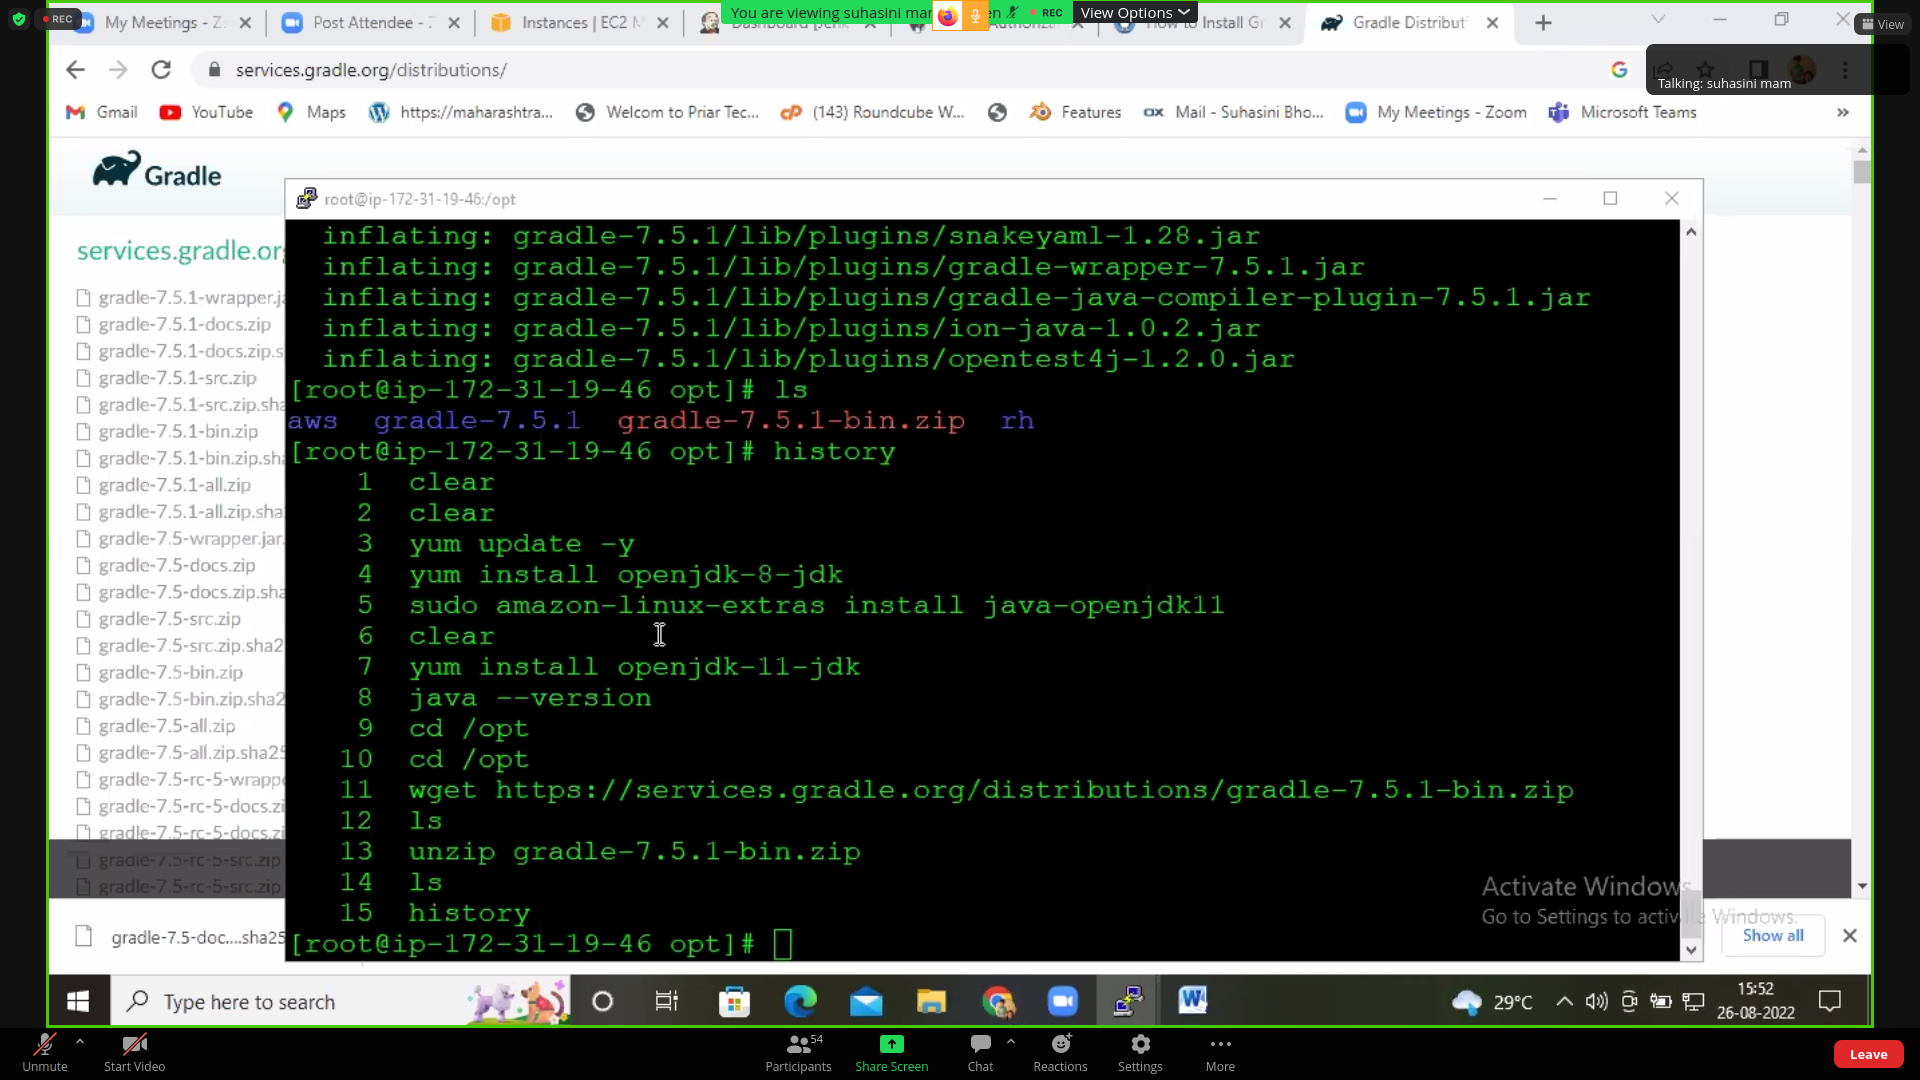 REC
My Meetings - Z
Post Attendee - Z
Instances | EC2 M
You are viewing suhasini mam
en
REC
View Options
How to Install Gr
Gradle Distribut
View
services.gradle.org/distributions/
Talking: suhasini mam
Gmail
YouTube
Maps
https://maharashtra...
Welcom to Priar Tec...
(143) Roundcube W...
Features
Mail - Suhasini Bho...
My Meetings - Zoom
Microsoft Teams
»
Gradle
services.gradle.or
root@ip-172-31-19-46:/opt
gradle-7.5.1-wrapper.ja
gradle-7.5.1-docs.zip
gradle-7.5.1-docs.zip.s
gradle-7.5.1-src.zip
gradle-7.5.1-src.zip.sha
gradle-7.5.1-bin.zip
gradle-7.5.1-bin.zip.sha
gradle-7.5.1-all.zip
gradle-7.5.1-all.zip.sha
gradle-7.5-wrapper.jar.
gradle-7.5-docs.zip
gradle-7.5-docs.zip.sha
gradle-7.5-src.zip
gradle-7.5-src.zip.sha2
gradle-7.5-bin.zip
gradle-7.5-bin.zip.sha2
gradle-7.5-all.zip
gradle-7.5-all.zip.sha25
gradle-7.5-rc-5-wrappe
gradle-7.5-rc-5-docs.zi
gradle-7.5-rc-5-docs.zi
gradle-7.5-rc-5-src.zip
gradle-7.5-rc-5-src.zip
inflating: gradle-7.5.1/lib/plugins/snakeyaml-1.28.jar
inflating: gradle-7.5.1/lib/plugins/gradle-wrapper-7.5.1.jar
inflating: gradle-7.5.1/lib/plugins/gradle-java-compiler-plugin-7.5.1.jar
inflating: gradle-7.5.1/lib/plugins/ion-java-1.0.2.jar
inflating: gradle-7.5.1/lib/plugins/opentest4j-1.2.0.jar
[root@ip-172-31-19-46 opt]# ls
aws gradle-7.5.1 gradle-7.5.1-bin.zip rh
[root@ip-172-31-19-46 opt]# history
1 clear
2 clear
3 yum update -y
4 yum install openjdk-8-jdk
5 sudo amazon-linux-extras install java-openjdk11
6 clear
7 yum install openjdk-11-jdk
8 java --version
9 cd /opt
10 cd /opt
11 wget https://services.gradle.org/distributions/gradle-7.5.1-bin.zip
12 ls
13 unzip gradle-7.5.1-bin.zip
14 ls
15 history
[root@ip-172-31-19-46 opt]#
Activate Windows
Go to Settings to activate Windows.
gradle-7.5-doc....sha25
Show all
Type here to search
29°C
15:52
26-08-2022
Unmute
Start Video
54
Participants
Share Screen
Chat
Reactions
Settings
More
Leave